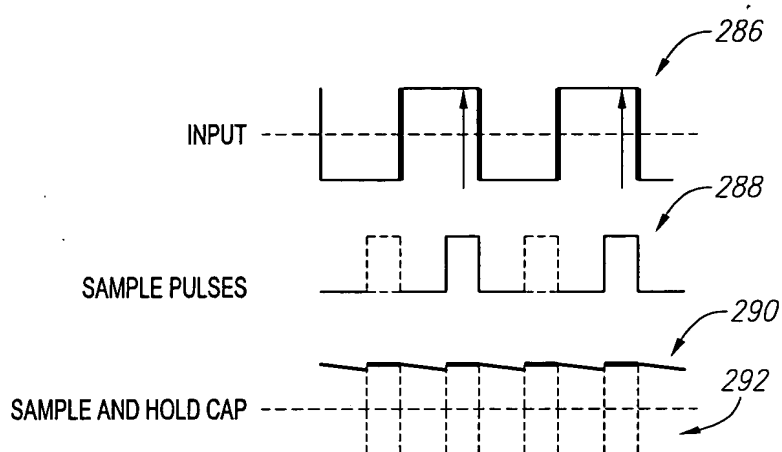 286
INPUT
288
SAMPLE PULSES
290
SAMPLE AND HOLD CAP
292